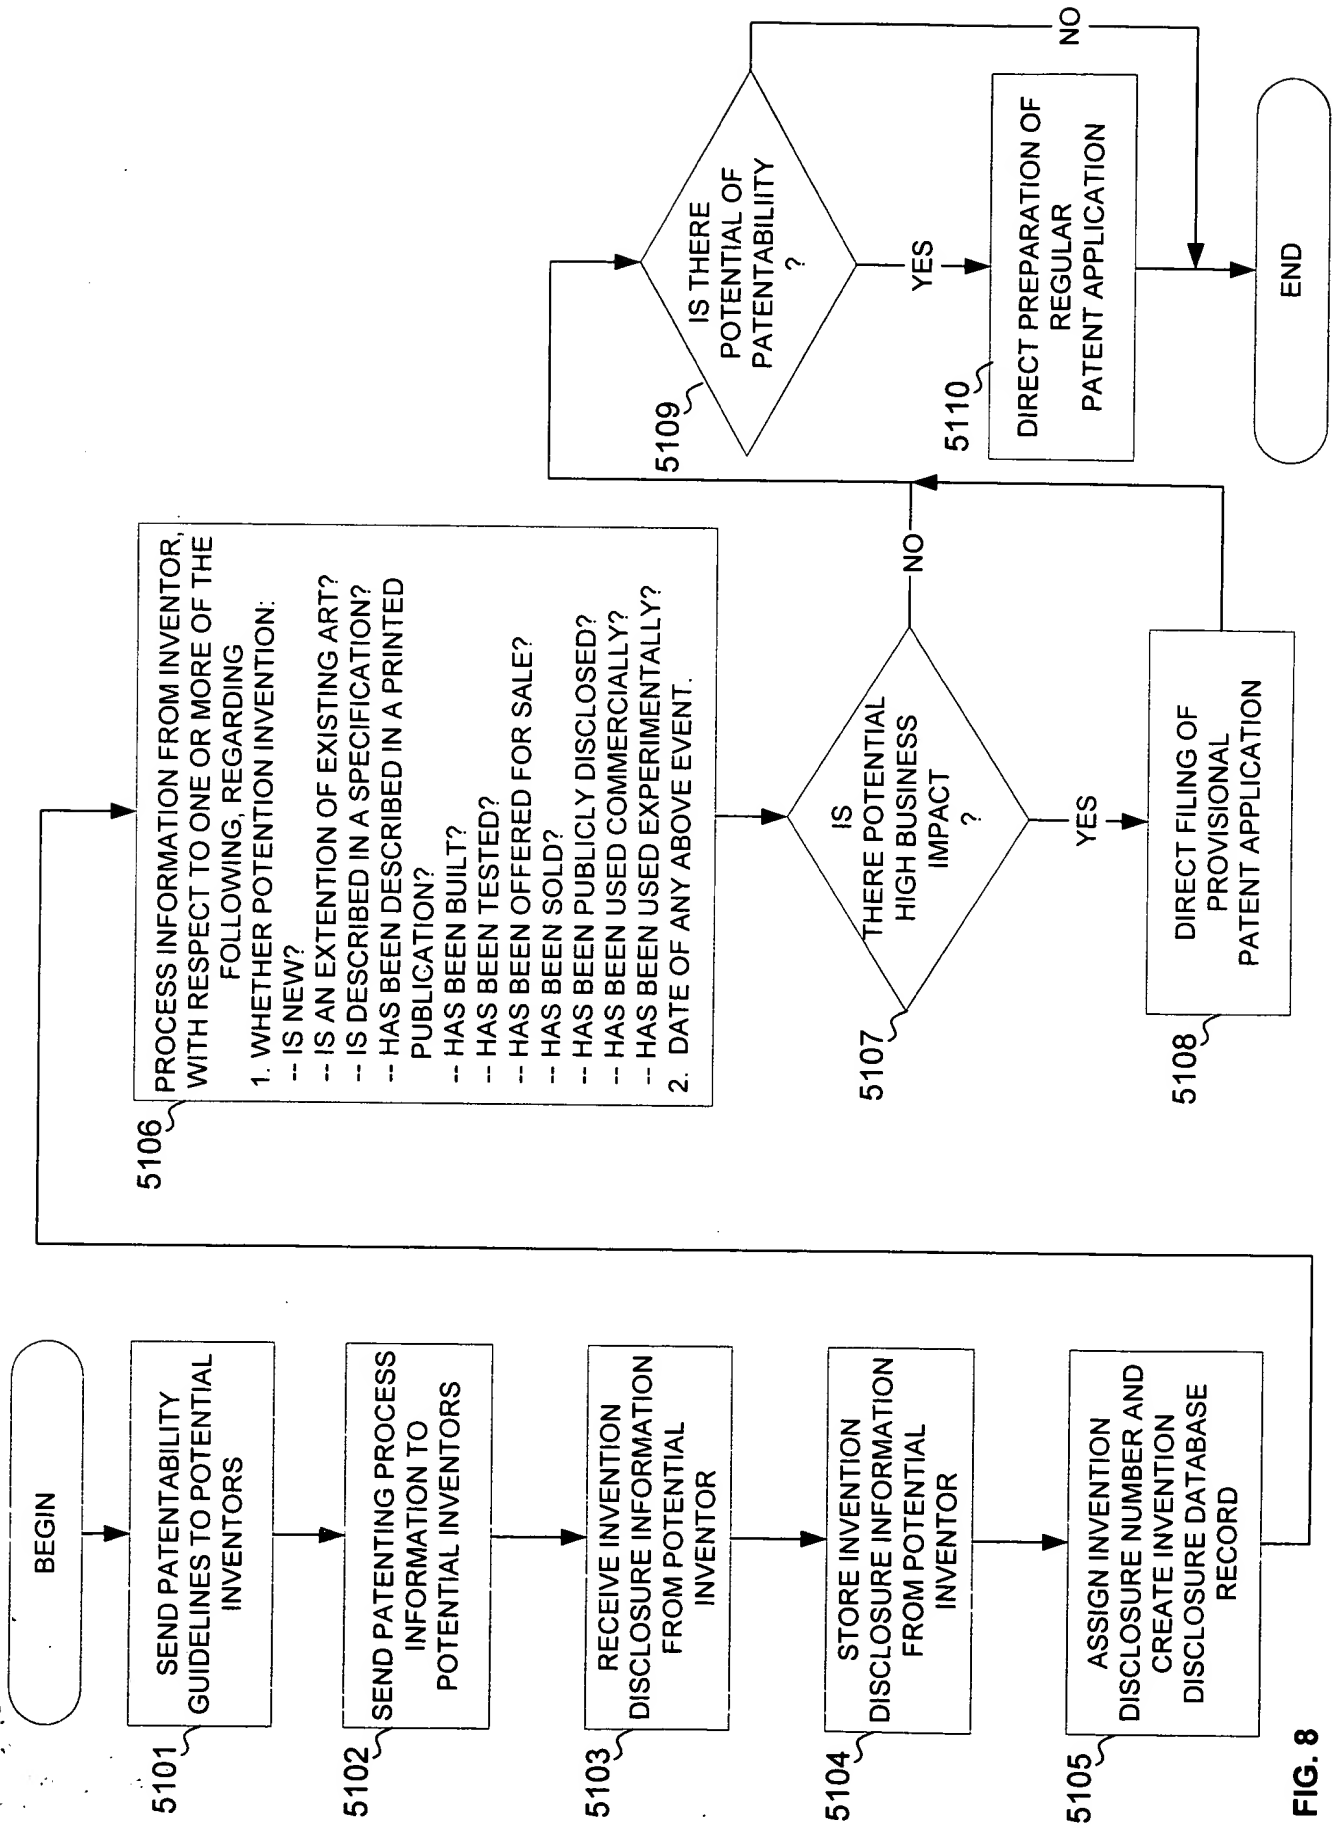 BEGIN
5101
SEND PATENTABILITY
GUIDELINES TO POTENTIAL
INVENTORS
5102
SEND PATENTING PROCESS
INFORMATION TO
POTENTIAL INVENTORS
5103
RECEIVE INVENTION
DISCLOSURE INFORMATION
FROM POTENTIAL
INVENTOR
5104
STORE INVENTION
DISCLOSURE INFORMATION
FROM POTENTIAL
INVENTOR
5105
ASSIGN INVENTION
DISCLOSURE NUMBER AND
CREATE INVENTION
DISCLOSURE DATABASE
RECORD
5106
PROCESS INFORMATION FROM INVENTOR,
WITH RESPECT TO ONE OR MORE OF THE
FOLLOWING, REGARDING
1. WHETHER POTENTION INVENTION:
-- IS NEW?
-- IS AN EXTENTION OF EXISTING ART?
-- IS DESCRIBED IN A SPECIFICATION?
-- HAS BEEN DESCRIBED IN A PRINTED
PUBLICATION?
-- HAS BEEN BUILT?
-- HAS BEEN TESTED?
-- HAS BEEN OFFERED FOR SALE?
-- HAS BEEN SOLD?
-- HAS BEEN PUBLICLY DISCLOSED?
-- HAS BEEN USED COMMERCIALLY?
-- HAS BEEN USED EXPERIMENTALLY?
2. DATE OF ANY ABOVE EVENT.
5107
IS
THERE POTENTIAL
HIGH BUSINESS
IMPACT
?
NO
YES
5108
DIRECT FILING OF
PROVISIONAL
PATENT APPLICATION
5109
IS THERE
POTENTIAL OF
PATENTABILIITY
?
NO
YES
5110
DIRECT PREPARATION OF
REGULAR
PATENT APPLICATION
END
FIG. 8